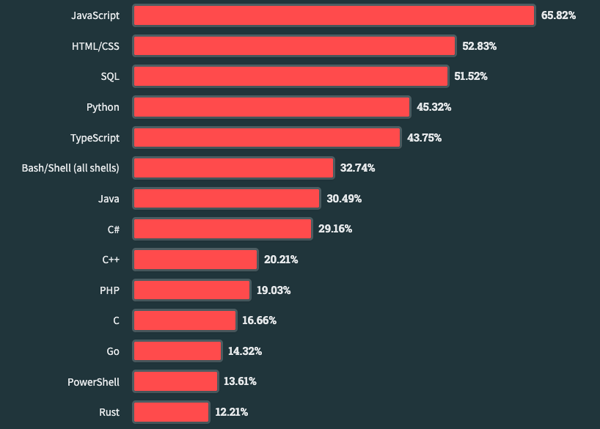 JavaScript 65.82%
HTML/CSS 52.83%
SQL 51.52%
Python 45.32%
TypeScript 43.75%
Bash/Shell (all shells) 32.74%
Java 30.49%
C# 29.16%
C++ 20.21%
PHP 19.03%
C 16.66%
Go 14.32%
PowerShell 13.61%
Rust 12.21%